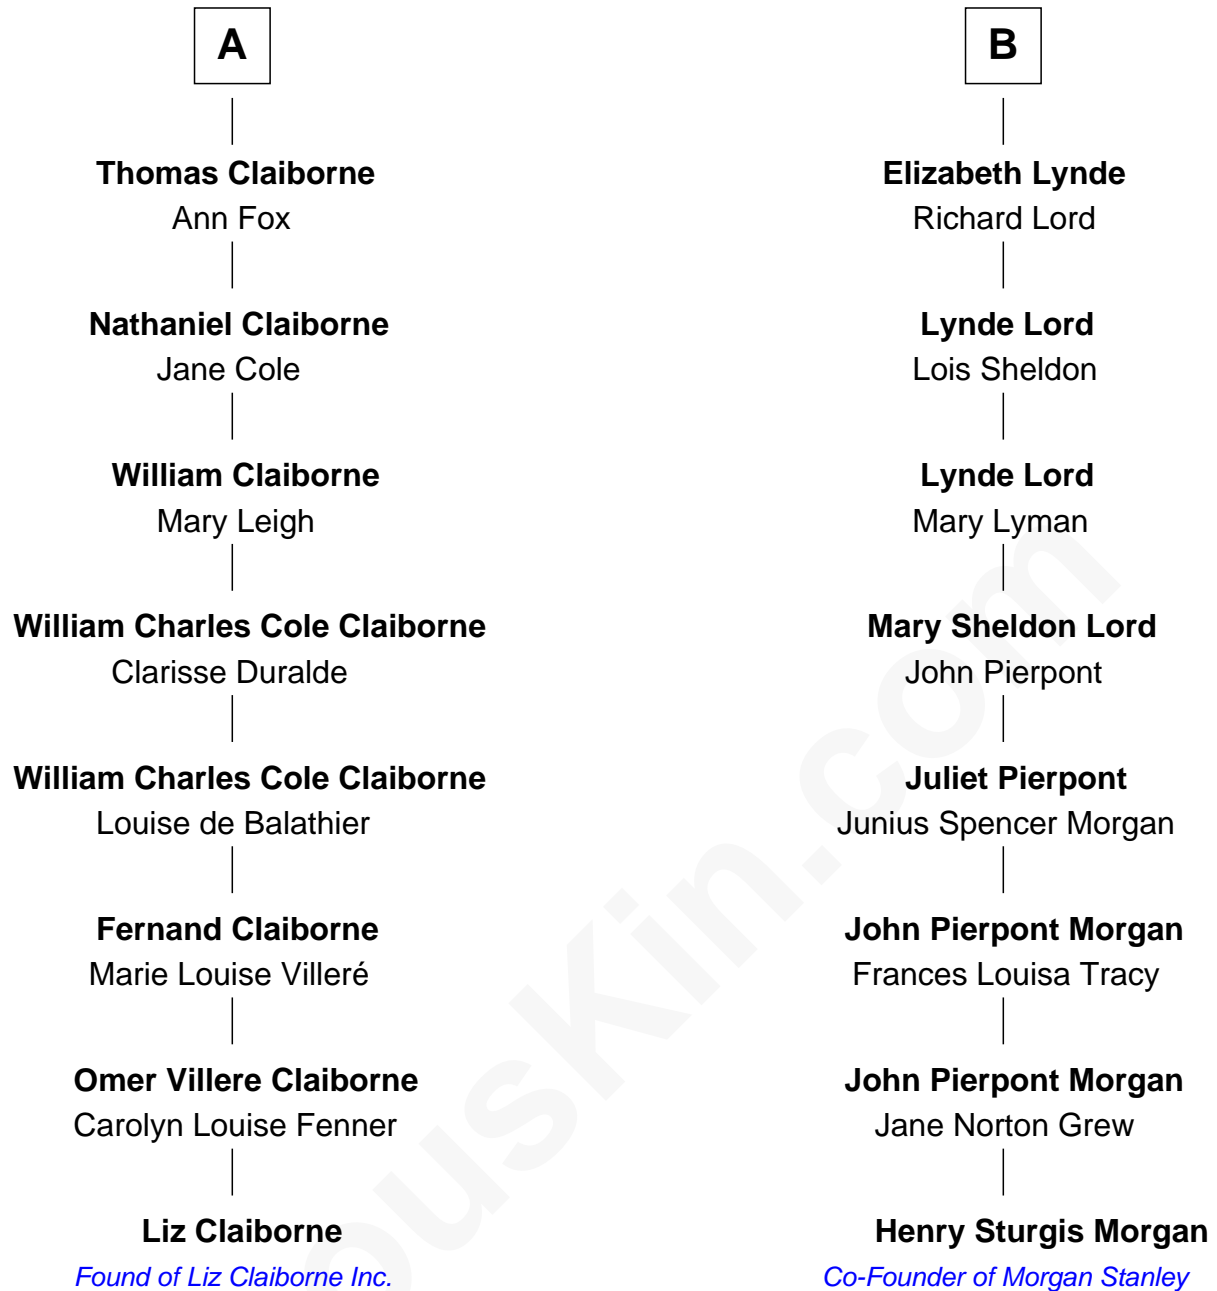 A
Thomas Claiborne
Ann Fox
Nathaniel Claiborne
Jane Cole
William Claiborne
Mary Leigh
William Charles Cole Claiborne
Clarisse Duralde
William Charles Cole Claiborne
Louise de Balathier
Fernand Claiborne
Marie Louise Villeré
Omer Villere Claiborne
Carolyn Louise Fenner
Liz Claiborne
Found of Liz Claiborne Inc.
B
Elizabeth Lynde
Richard Lord
Lynde Lord
Lois Sheldon
Lynde Lord
Mary Lyman
Mary Sheldon Lord
John Pierpont
Juliet Pierpont
Junius Spencer Morgan
John Pierpont Morgan
Frances Louisa Tracy
John Pierpont Morgan
Jane Norton Grew
Henry Sturgis Morgan
Co-Founder of Morgan Stanley
ousKin.com